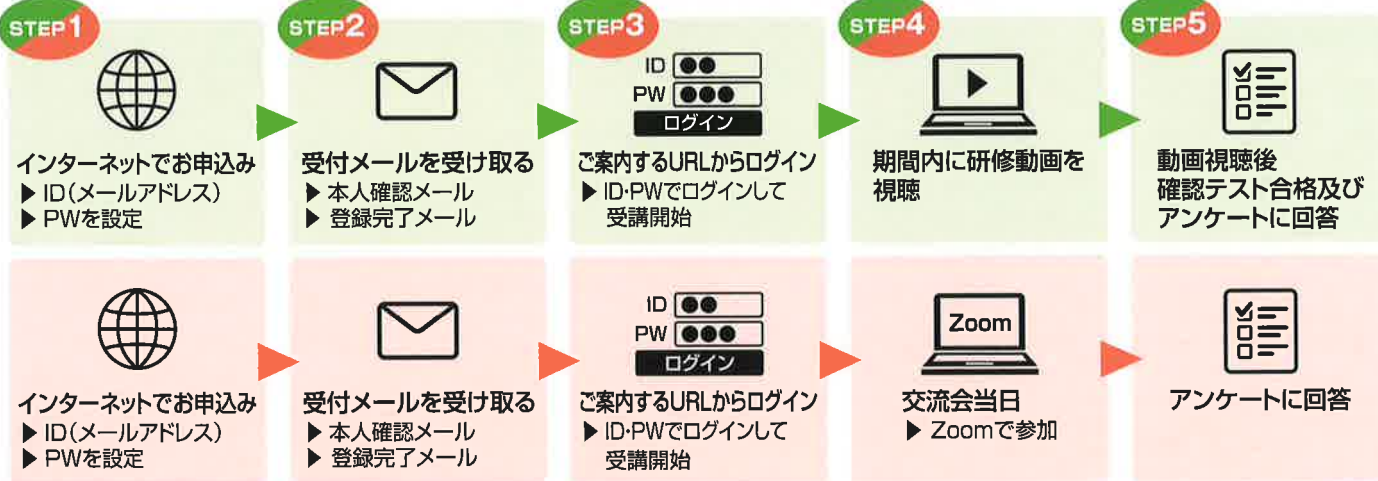 STEP1
インターネットでお申込み
▶ ID(メールアドレス)
▶ PWを設定
STEP2
受付メールを受け取る
▶ 本人確認メール
▶ 登録完了メール
STEP3
ID
PW
ログイン
ご案内するURLからログイン
▶ ID・PWでログインして
受講開始
STEP4
期間内に研修動画を
視聴
STEP5
動画視聴後
確認テスト合格及び
アンケートに回答
インターネットでお申込み
▶ ID(メールアドレス)
▶ PWを設定
受付メールを受け取る
▶ 本人確認メール
▶ 登録完了メール
ID
PW
ログイン
ご案内するURLからログイン
▶ ID・PWでログインして
受講開始
Zoom
交流会当日
▶ Zoomで参加
アンケートに回答